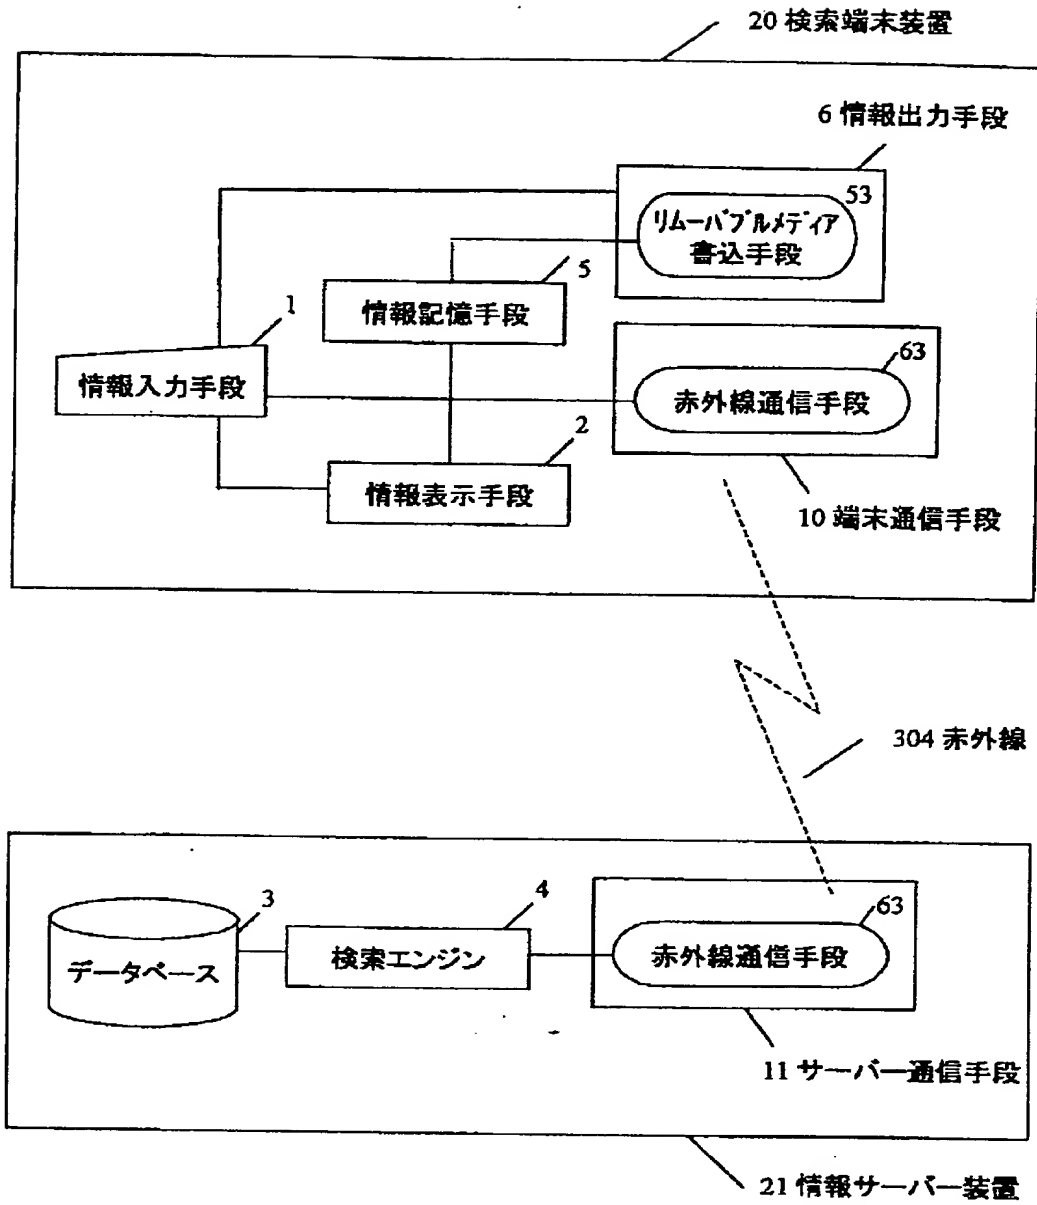 20 検索端末装置
6 情報出力手段
53
リムーバブルメディア
書込手段
5
情報記憶手段
1
情報入力手段
63
赤外線通信手段
2
情報表示手段
10 端末通信手段
304 赤外線
3
データベース
4
検索エンジン
63
赤外線通信手段
11 サーバー通信手段
21 情報サーバー装置